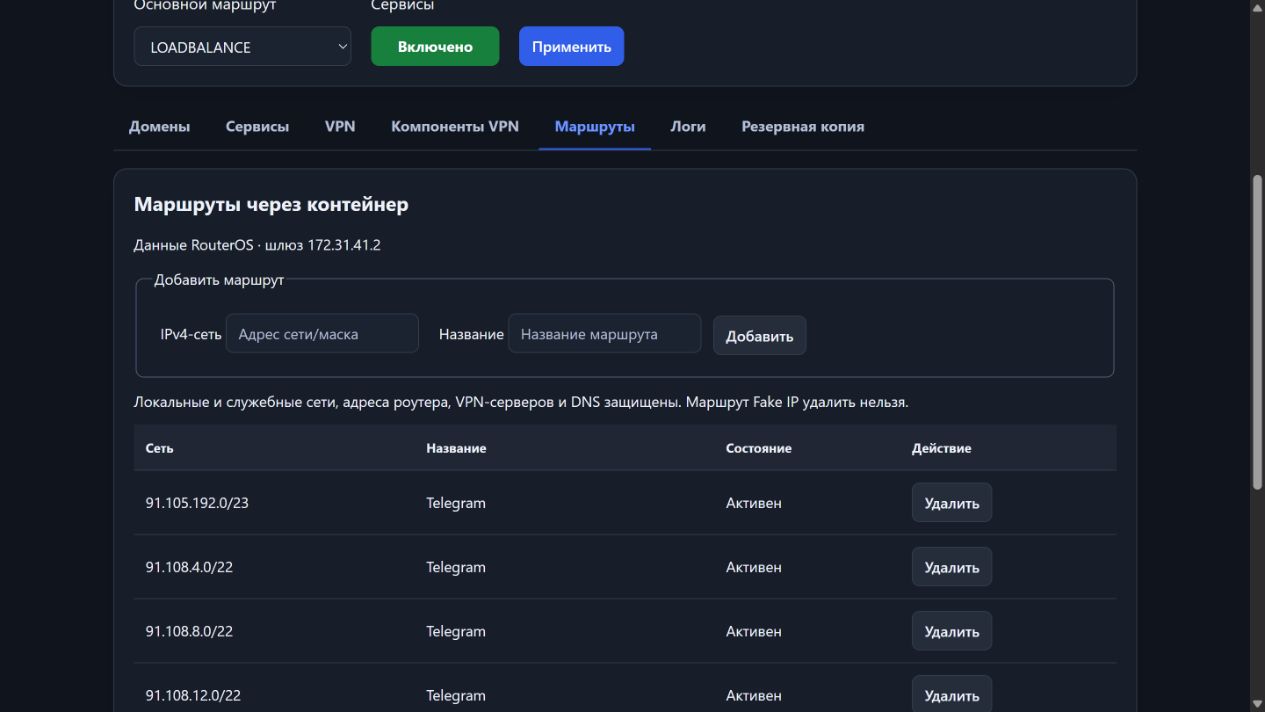 Основной маршрут Сервисы
LOADBALANCE Включено Применить
Домены Сервисы VPN Компоненты VPN Маршруты Логи Резервная копия
Маршруты через контейнер
Данные RouterOS · шлюз 172.31.41.2
Добавить маршрут
IPv4-сеть Адрес сети/маска Название Название маршрута Добавить
Локальные и служебные сети, адреса роутера, VPN-серверов и DNS защищены. Маршрут Fake IP удалить нельзя.
Сеть Название Состояние Действие
91.105.192.0/23 Telegram Активен Удалить
91.108.4.0/22 Telegram Активен Удалить
91.108.8.0/22 Telegram Активен Удалить
91.108.12.0/22 Telegram Активен Удалить